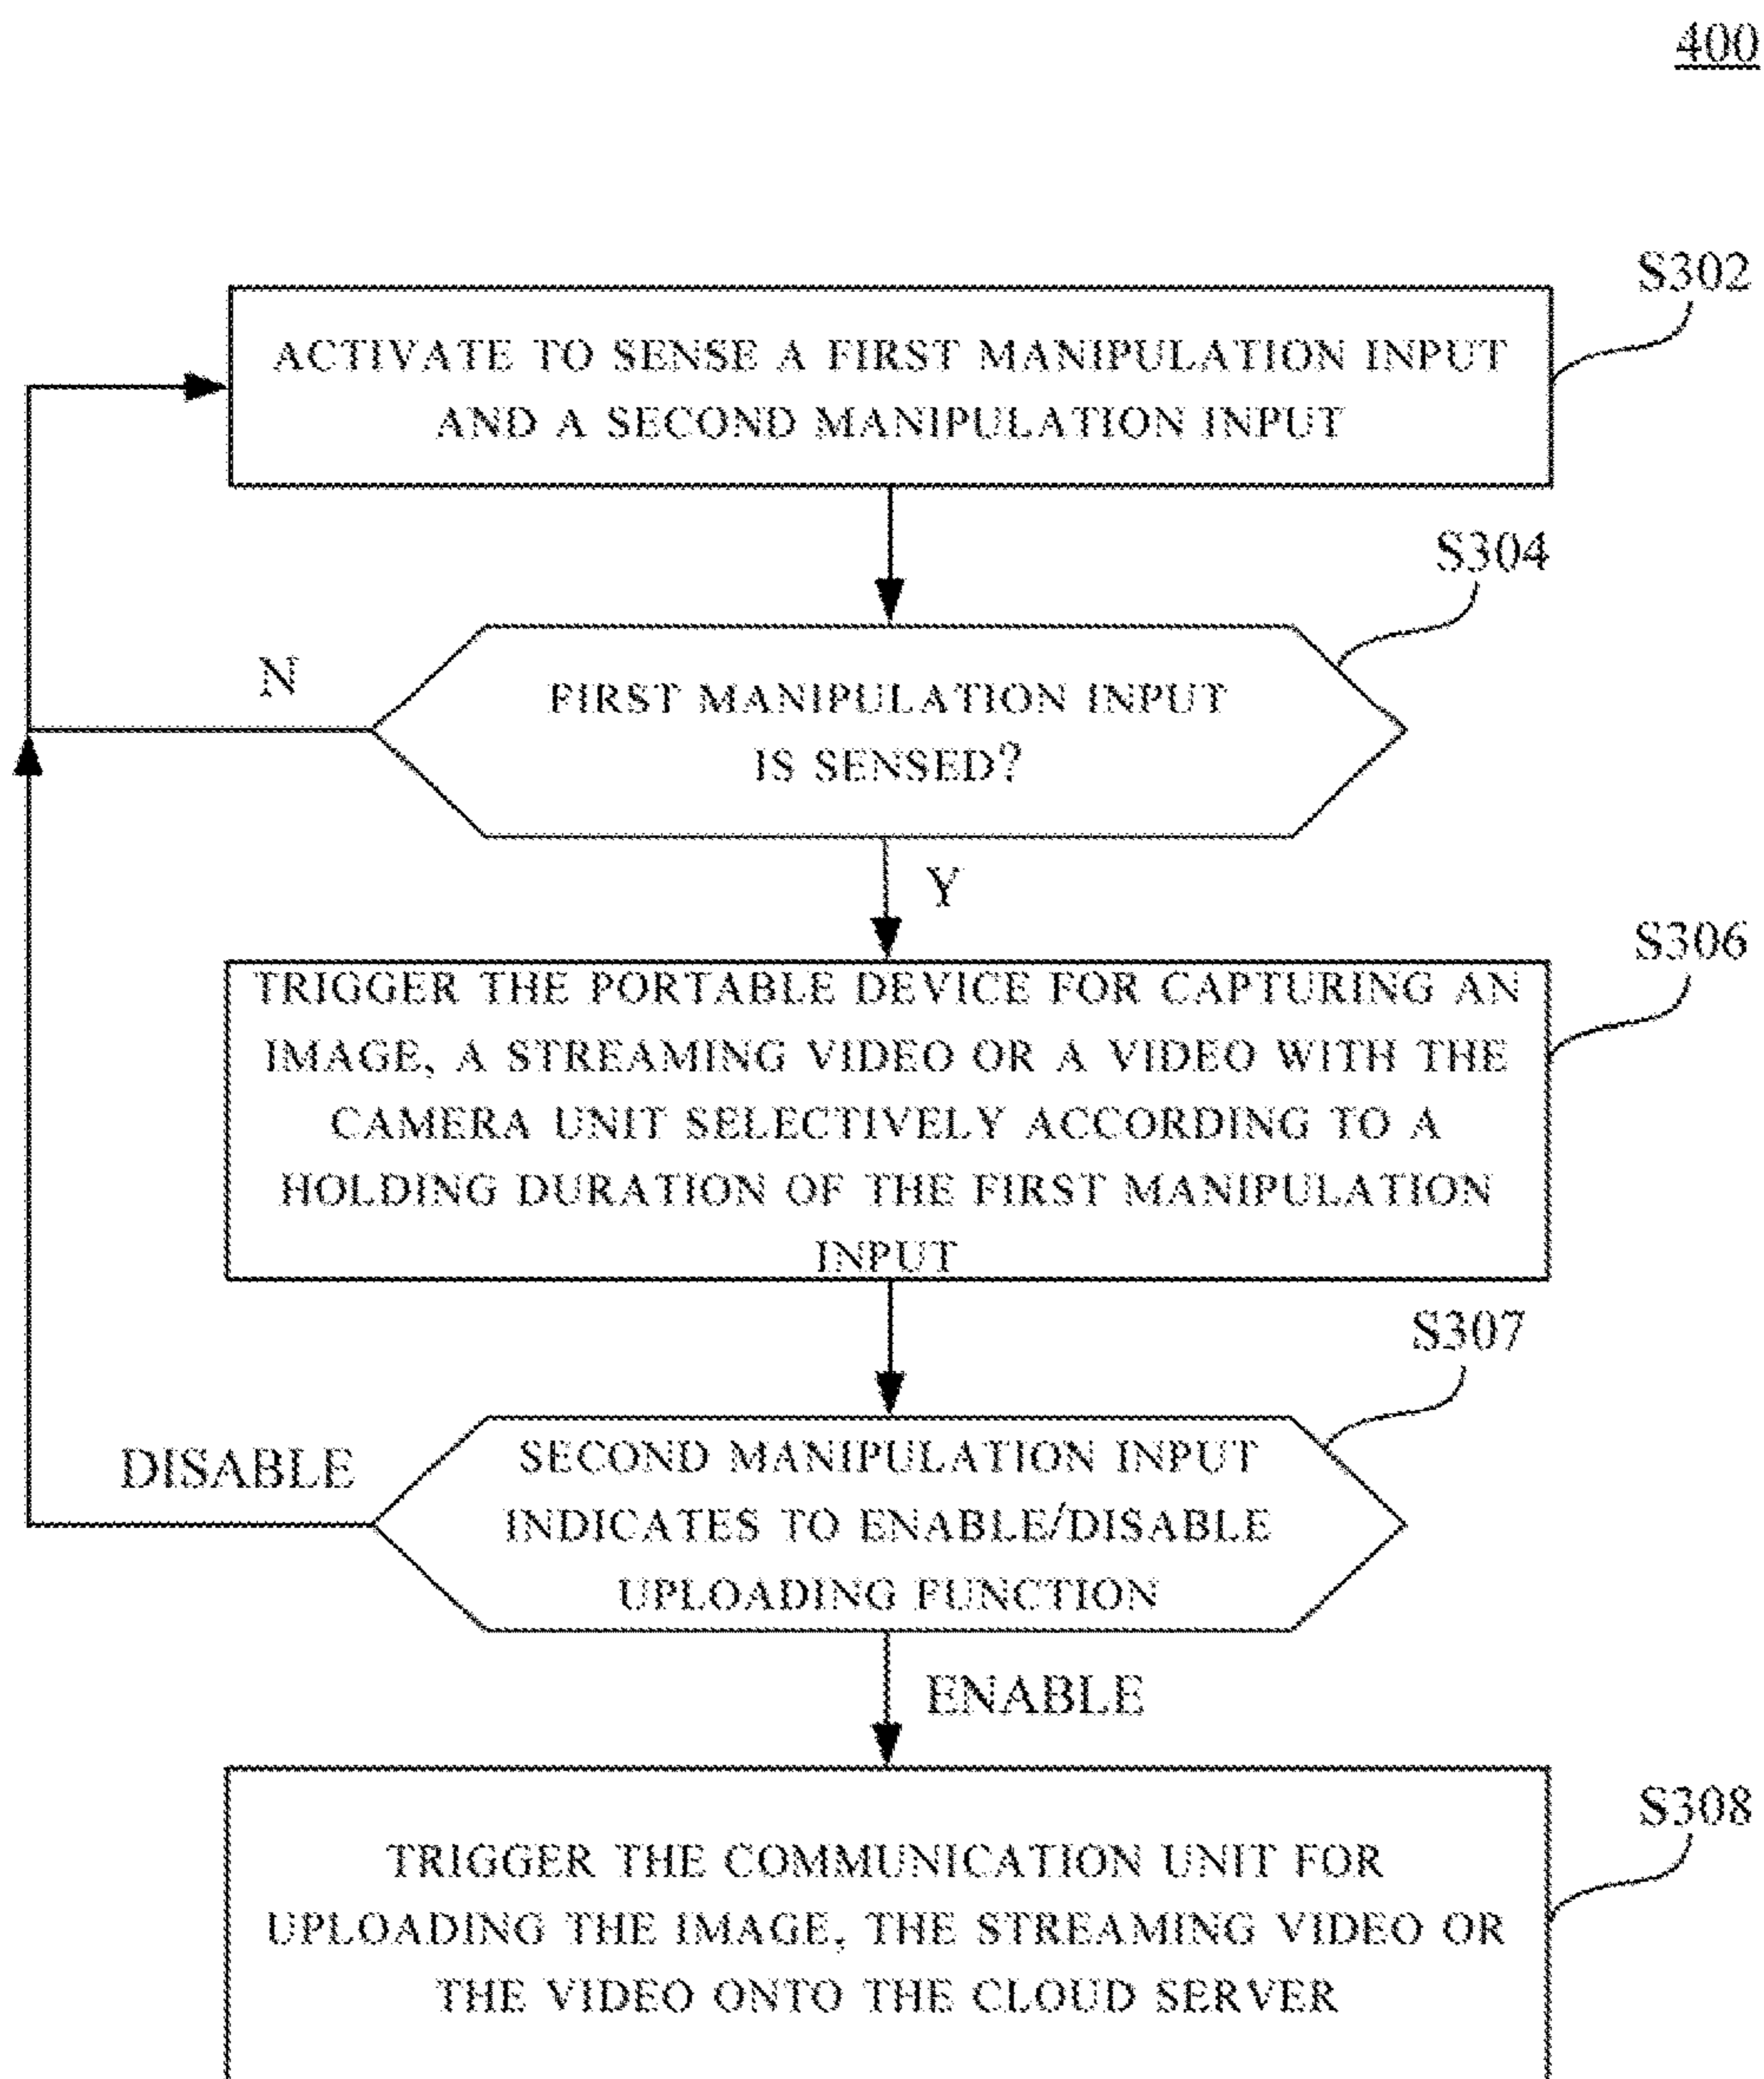 400
S302
ACTIVATE TO SENSE A FIRST MANIPULATION INPUT
AND A SECOND MANIPULATION INPUT
S304
N
FIRST MANIPULATION INPUT
IS SENSED?
Y
S306
TRIGGER THE PORTABLE DEVICE FOR CAPTURING AN
IMAGE, A STREAMING VIDEO OR A VIDEO WITH THE
CAMERA UNIT SELECTIVELY ACCORDING TO A
HOLDING DURATION OF THE FIRST MANIPULATION
INPUT
S307
DISABLE
SECOND MANIPULATION INPUT
INDICATES TO ENABLE/DISABLE
UPLOADING FUNCTION
ENABLE
S308
TRIGGER THE COMMUNICATION UNIT FOR
UPLOADING THE IMAGE, THE STREAMING VIDEO OR
THE VIDEO ONTO THE CLOUD SERVER